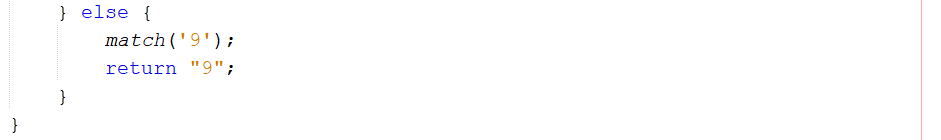 } else {
match('9');
return "9";
}
}